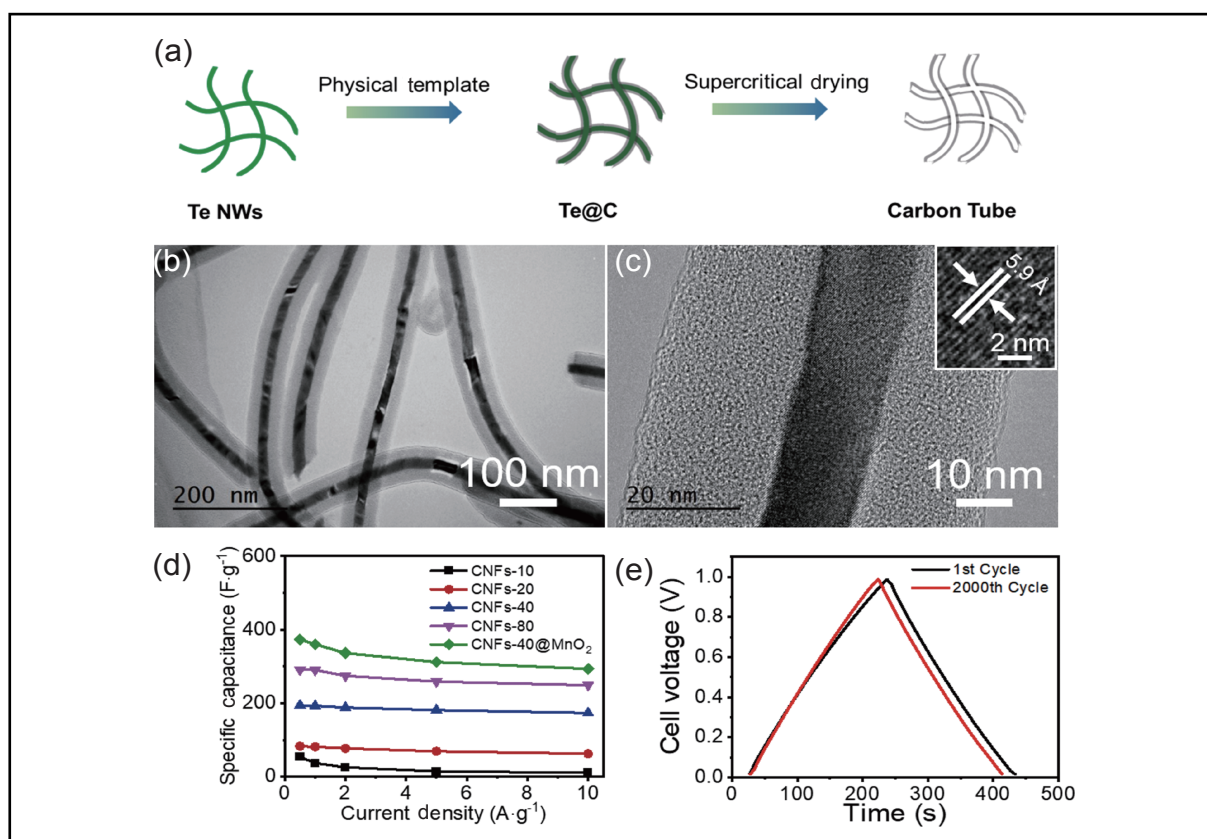 (a)
Physical template
Supercritical drying
Te NWs
Te@C
Carbon Tube
(b)
100 nm
200 nm
(c)
5.9 Å
2 nm
10 nm
20 nm
(d)
Specific capacitance (F·g⁻¹)
600
400
200
0
CNFs-10
CNFs-20
CNFs-40
CNFs-80
CNFs-40@MnO₂
0 2 4 6 8 10
Current density (A·g⁻¹)
(e)
Cell voltage (V)
1.0
0.8
0.6
0.4
0.2
0.0
1st Cycle
2000th Cycle
0 100 200 300 400 500
Time (s)